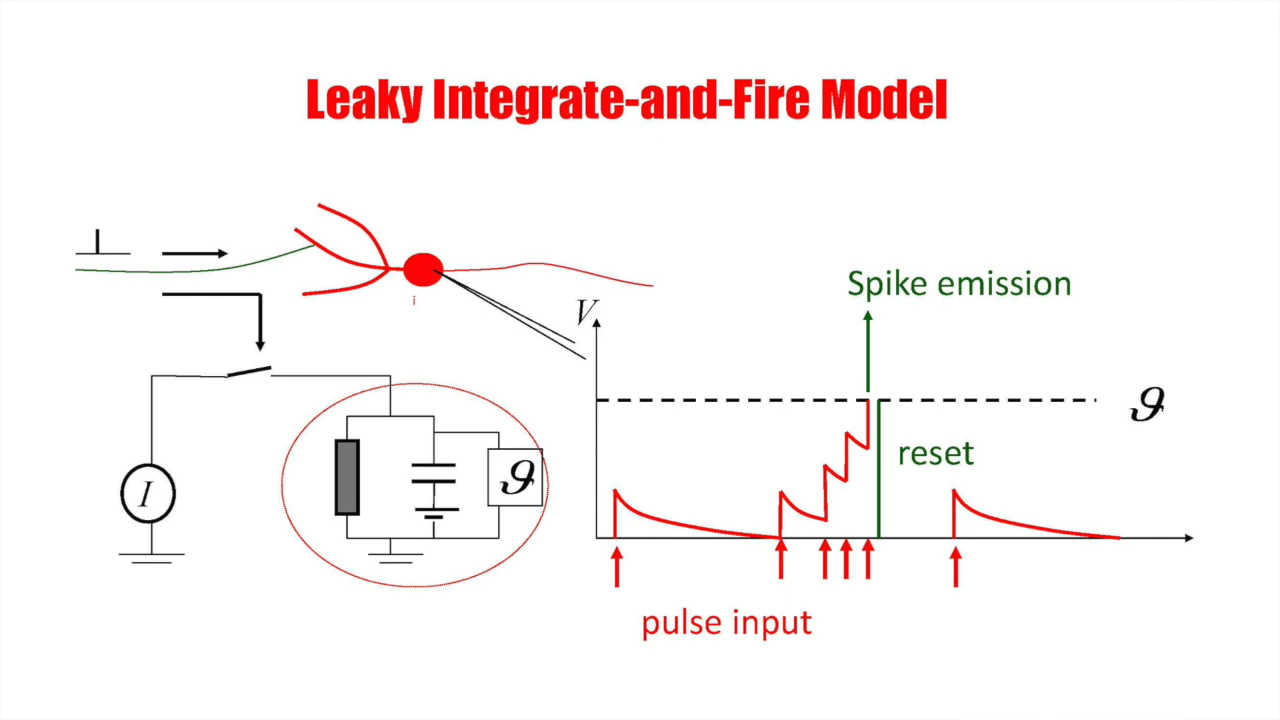 Leaky Integrate-and-Fire Model
i
V
Spike emission
ϑ
reset
I
ϑ
pulse input